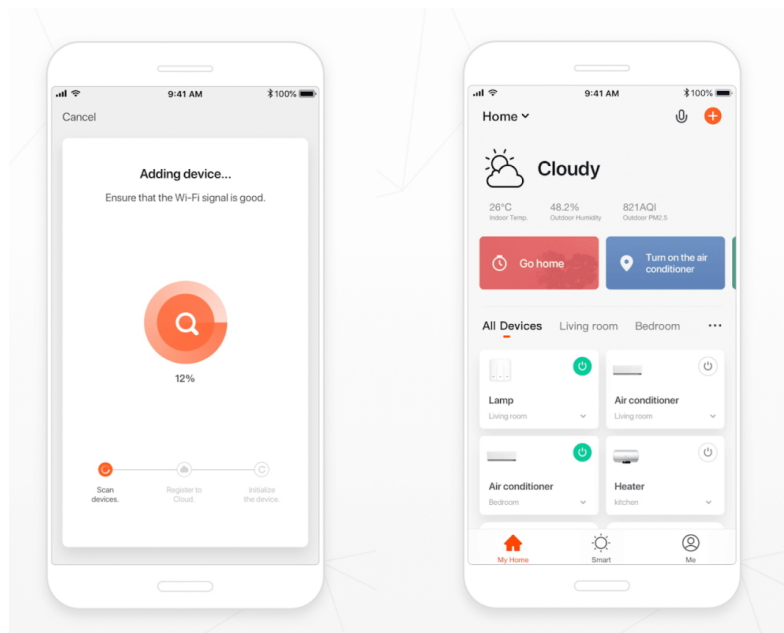 9:41 AM
100%
Cancel
Adding device...
Ensure that the Wi-Fi signal is good.
12%
Scan
devices.
Register to
Cloud.
Initialize
the device.
9:41 AM
100%
Home
Cloudy
26°C
48.2%
821AQI
Indoor Temp.
Outdoor Humidity
Outdoor PM2.5
Go home
Turn on the air
conditioner
All Devices
Living room
Bedroom
...
Lamp
Living room
Air conditioner
Living room
Air conditioner
Bedroom
Heater
kitchen
My Home
Smart
Me